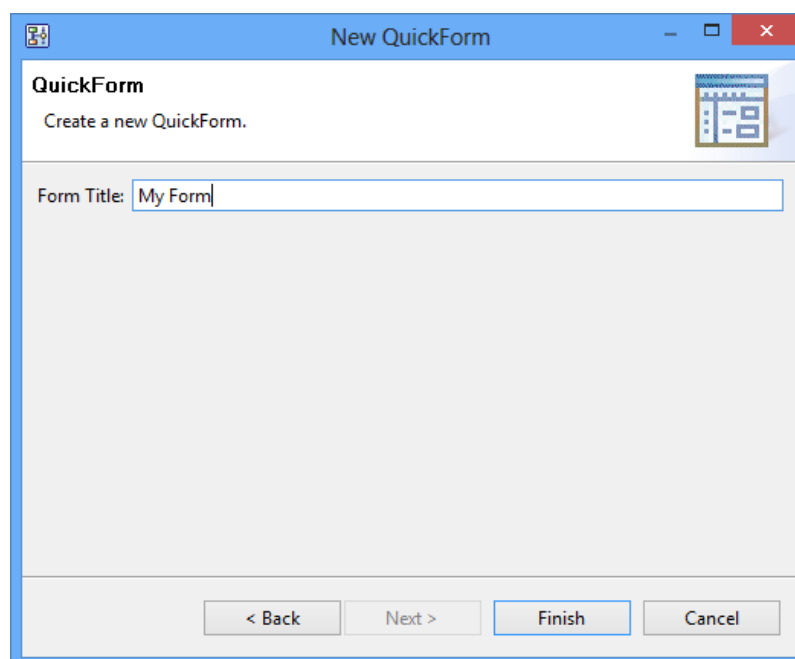 New QuickForm
QuickForm
Create a new QuickForm.
Form Title: My Form
< Back Next > Finish Cancel